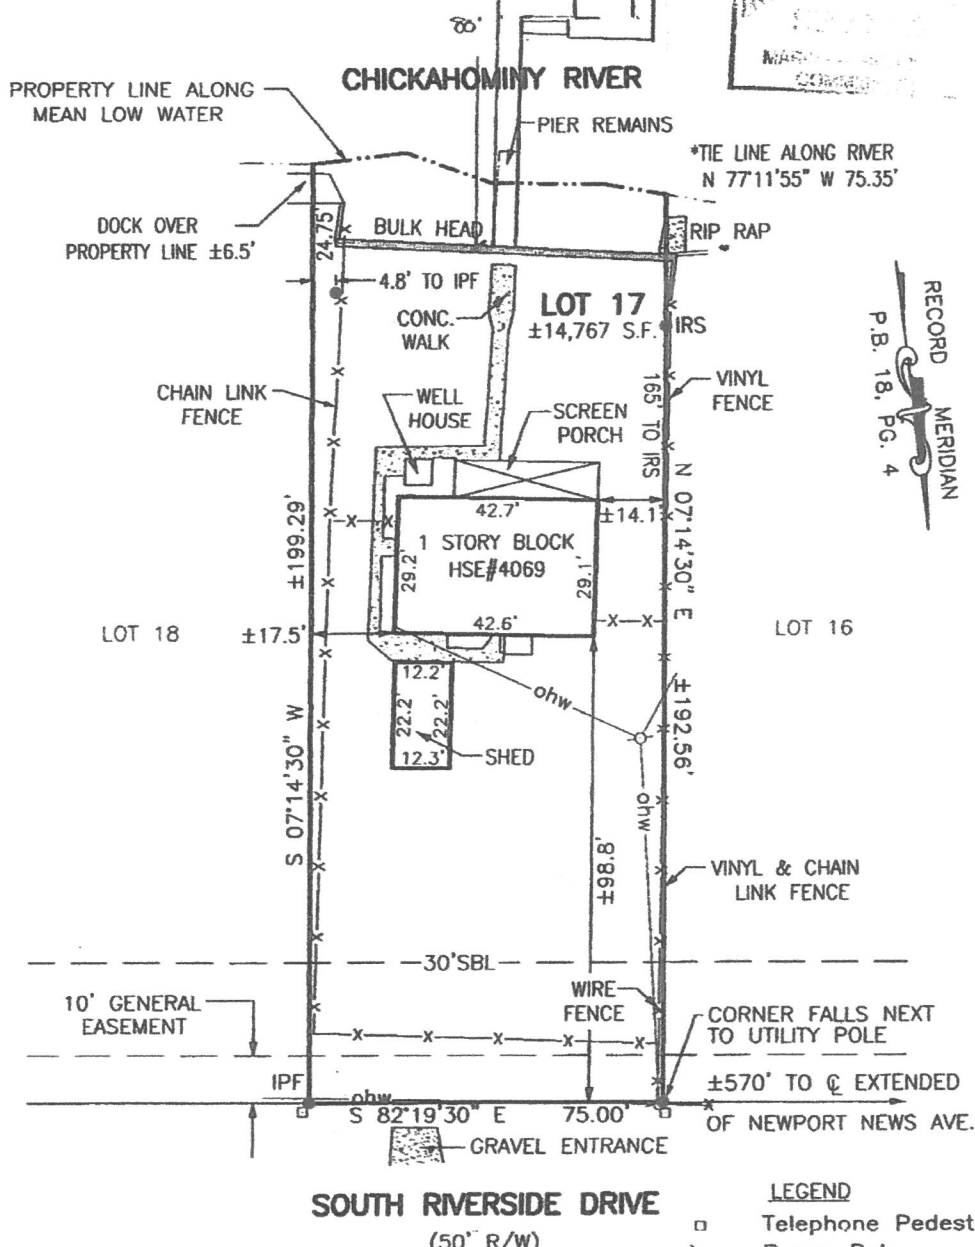 80'
CHICKAHOMINY RIVER
PROPERTY LINE ALONG
MEAN LOW WATER
PIER REMAINS
*TIE LINE ALONG RIVER
N 77°11'55" W 75.35'
DOCK OVER
PROPERTY LINE ±6.5'
24.75'
BULK HEAD
RIP RAP
4.8' TO IPF
CONC.
WALK
LOT 17
±14,767 S.F.
IRS
RECORD MERIDIAN
P.B. 18, PG. 4
CHAIN LINK
FENCE
WELL
HOUSE
SCREEN
PORCH
165' TO IRS
VINYL
FENCE
±199.29'
42.7'
±14.1'
N 07°14'30" E
1 STORY BLOCK
HSE#4069
29.2'
29.1'
42.6'
LOT 18
±17.5'
LOT 16
12.2'
22.2'
22.2'
12.3'
SHED
ohw
±192.56'
S 07°14'30" W
ohw
±98.8'
VINYL & CHAIN
LINK FENCE
30'SBL
10' GENERAL
EASEMENT
WIRE
FENCE
CORNER FALLS NEXT
TO UTILITY POLE
IPF
ohw
±570' TO ℄ EXTENDED
OF NEWPORT NEWS AVE.
S 82°19'30" E 75.00'
GRAVEL ENTRANCE
SOUTH RIVERSIDE DRIVE
(50' R/W)
LEGEND
Telephone Pedest